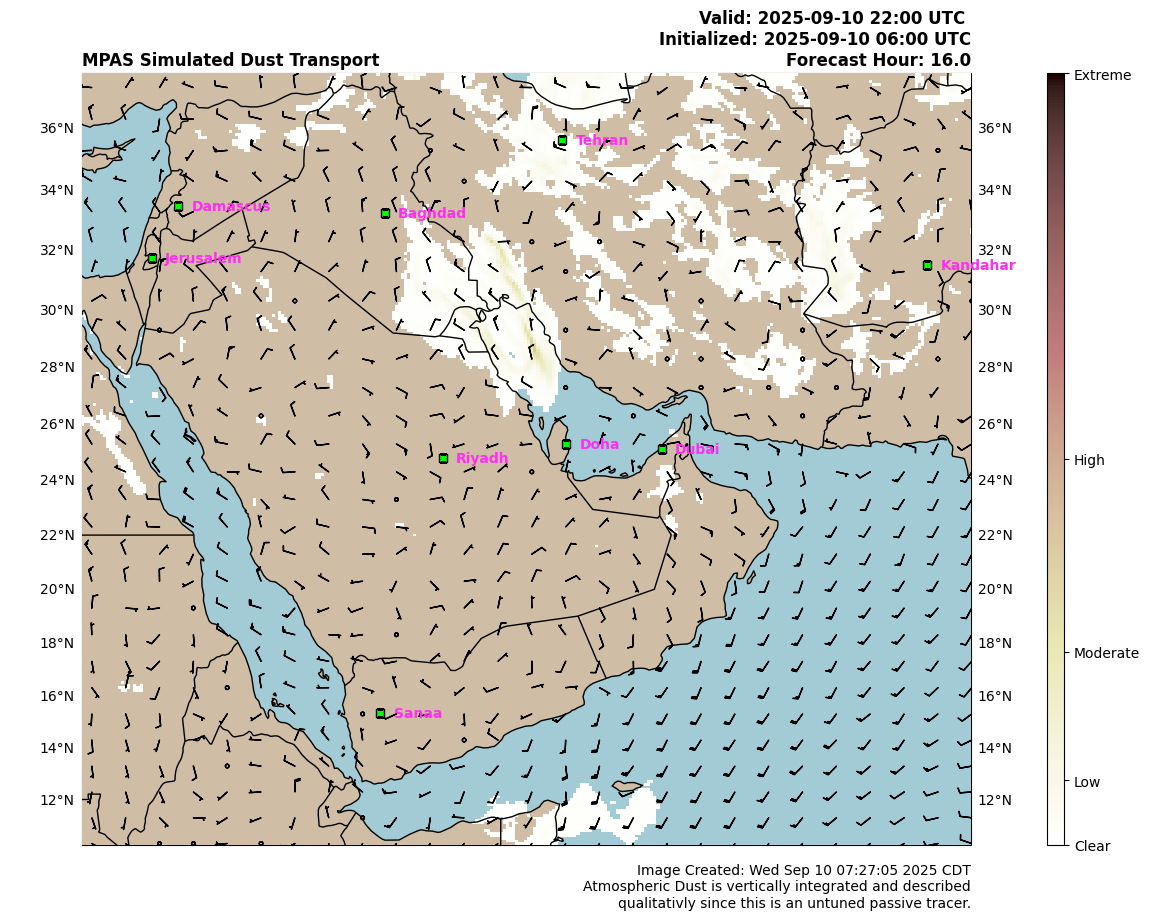 Valid: 2025-09-10 22:00 UTC
Initialized: 2025-09-10 06:00 UTC
MPAS Simulated Dust Transport
Forecast Hour: 16.0
Extreme
High
Moderate
Low
Clear
36°N
34°N
32°N
30°N
28°N
26°N
24°N
22°N
20°N
18°N
16°N
14°N
12°N
36°N
34°N
32°N
30°N
28°N
26°N
24°N
22°N
20°N
18°N
16°N
14°N
12°N
Tehran
Damascus
Baghdad
Jerusalem
Kandahar
Doha
Dubai
Riyadh
Sanaa
Image Created: Wed Sep 10 07:27:05 2025 CDT
Atmospheric Dust is vertically integrated and described
qualitativly since this is an untuned passive tracer.